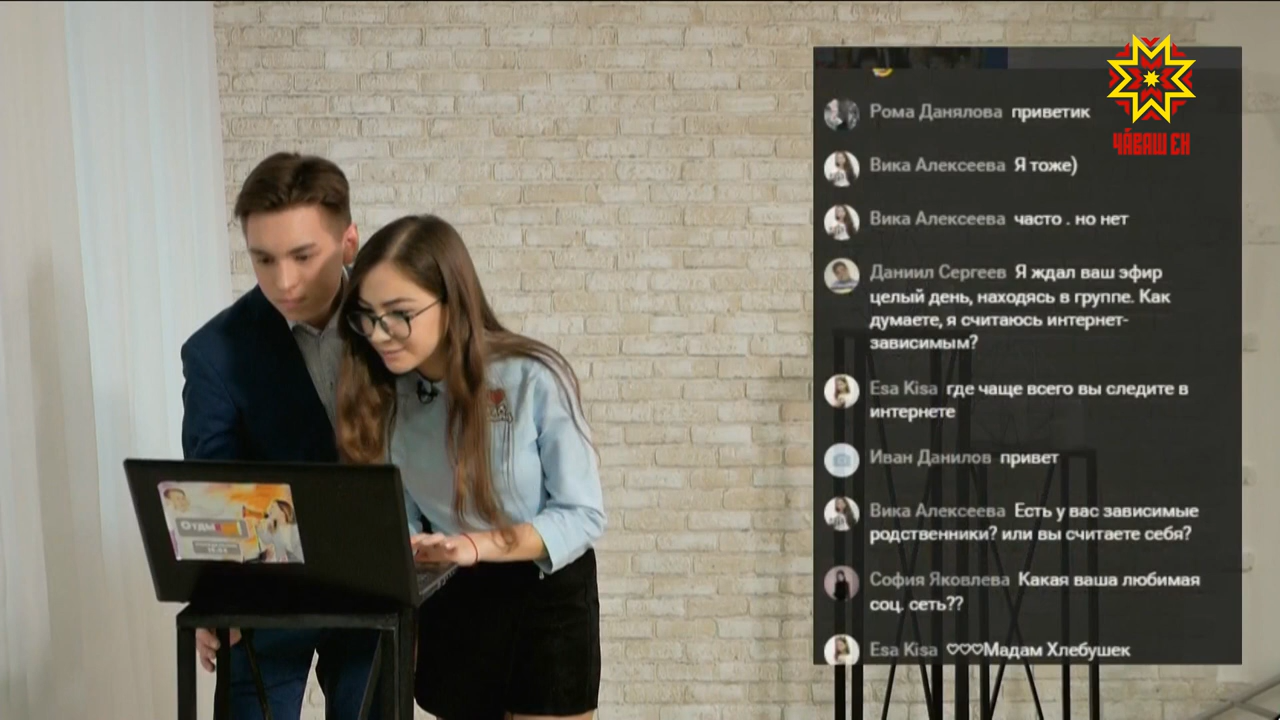 ЧӐВАШ ЕН
Рома Данялова приветик
Вика Алексеева Я тоже)
Вика Алексеева часто . но нет
Даниил Сергеев Я ждал ваш эфир
целый день, находясь в группе. Как
думаете, я считаюсь интернет-
зависимым?
Esa Kisa где чаще всего вы следите в
интернете
Иван Данилов привет
Вика Алексеева Есть у вас зависимые
родственники? или вы считаете себя?
София Яковлева Какая ваша любимая
соц. сеть??
Esa Kisa ♡♡♡Мадам Хлебушек